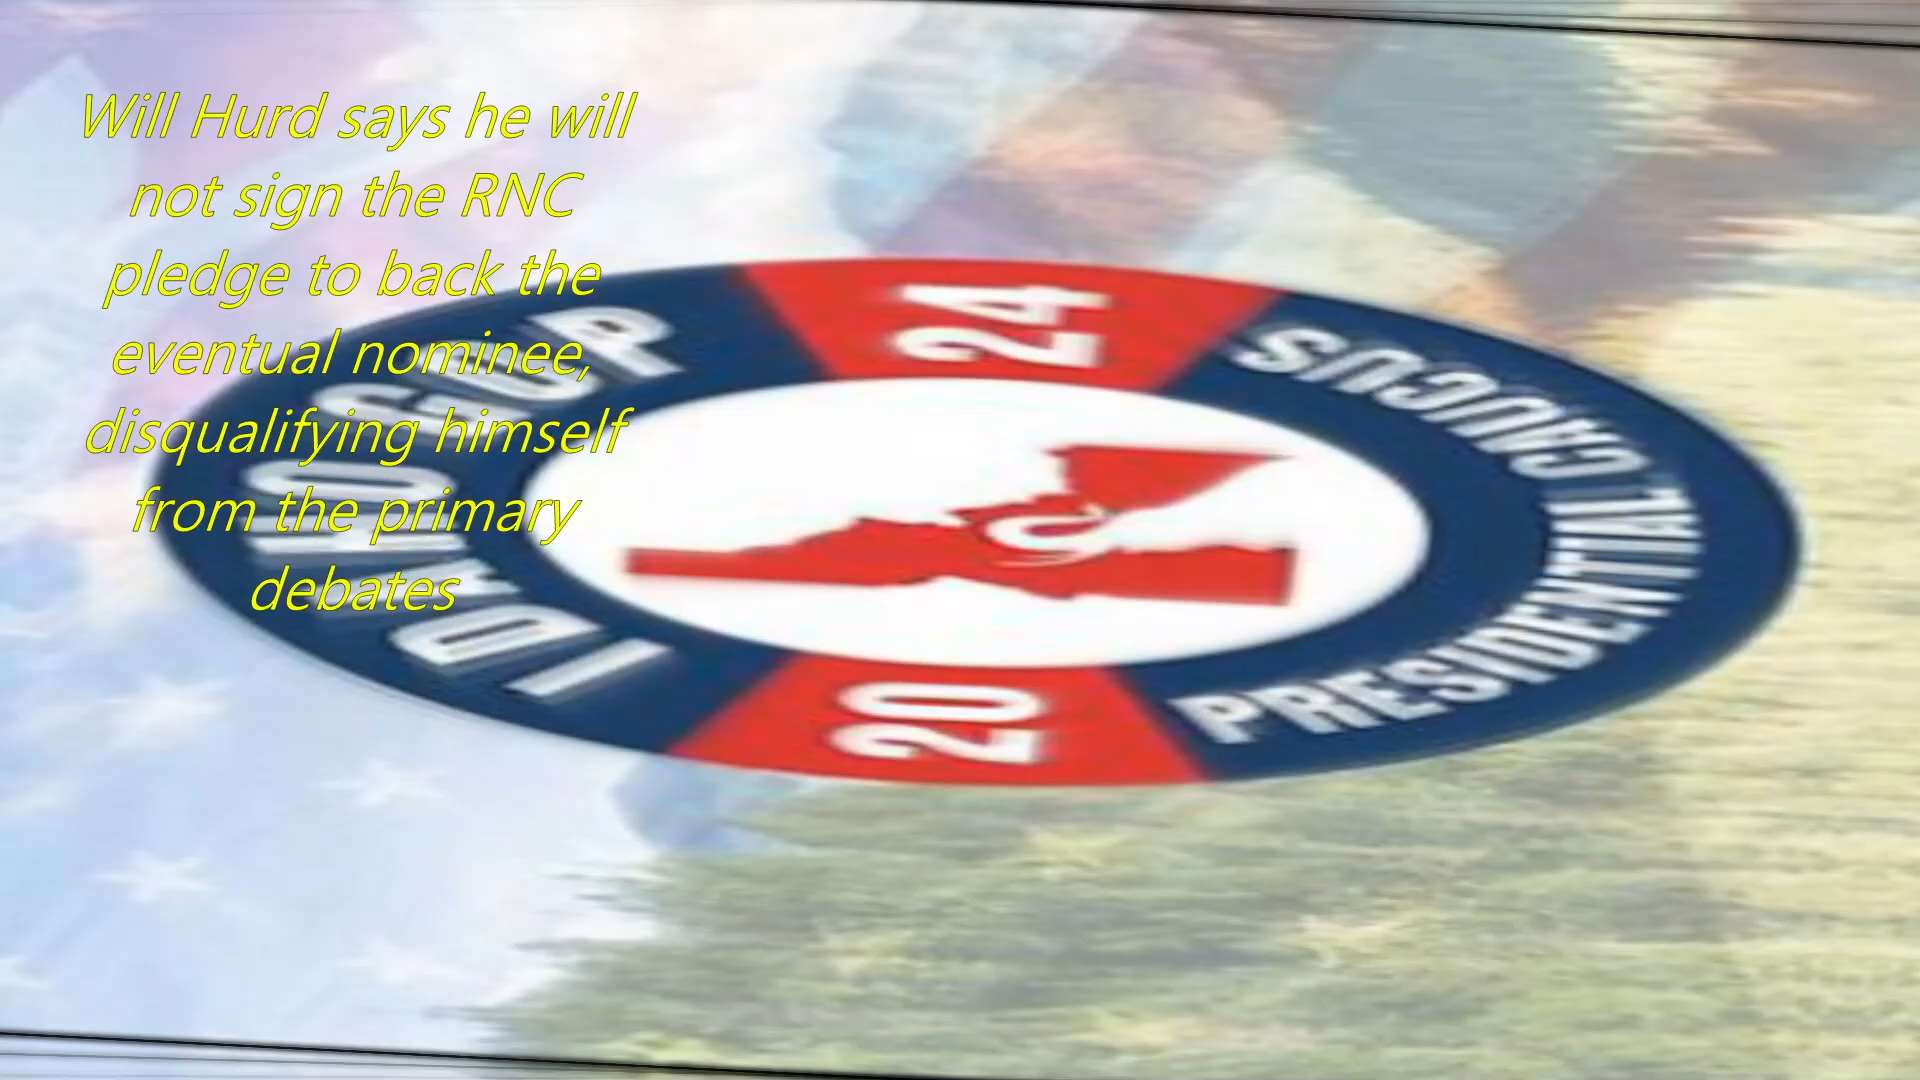 Will Hurd says he will
not sign the RNC
pledge to back the
eventual nominee,
disqualifying himself
from the primary
debates
IDAHO GOP
24
PRESIDENTIAL CAUCUS
20